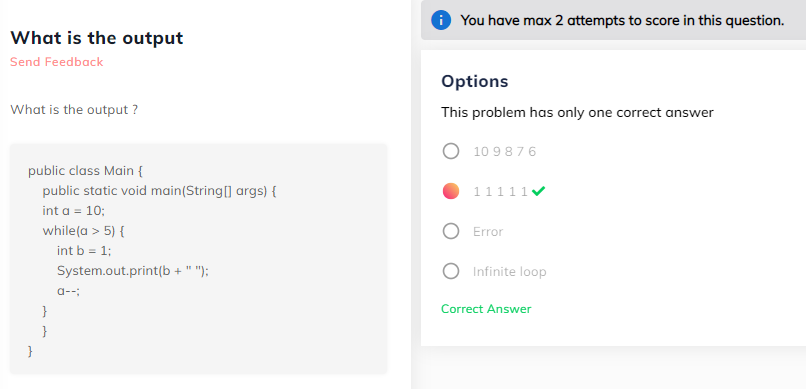 What is the output
Send Feedback
What is the output ?
public class Main {
public static void main(String[] args) {
int a = 10;
while(a > 5) {
int b = 1;
System.out.print(b + " ");
a--;
}
}
}
You have max 2 attempts to score in this question.
Options
This problem has only one correct answer
10 9 8 7 6
1 1 1 1 1
Error
Infinite loop
Correct Answer